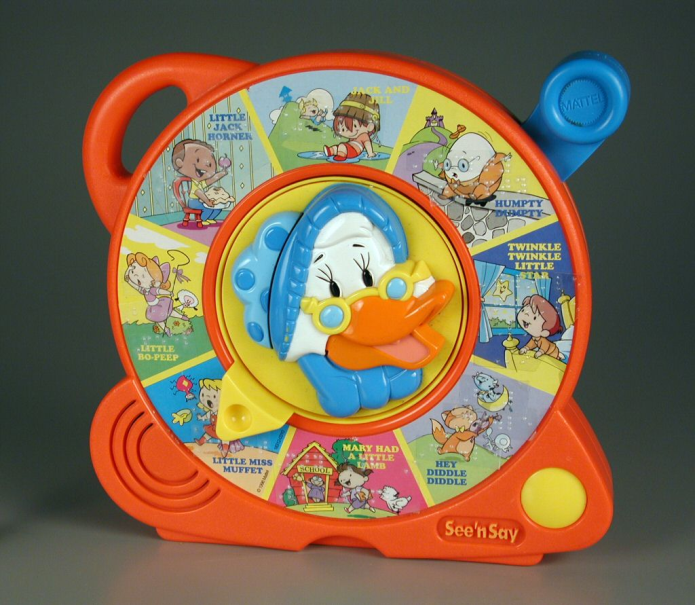 JACK AND
JILL
LITTLE
JACK
HORNER
MATTEL
HUMPTY
DUMPTY
TWINKLE
TWINKLE
LITTLE
STAR
LITTLE
BO-PEEP
LITTLE MISS
MUFFET
SCHOOL
MARY HAD
A LITTLE
LAMB
HEY
DIDDLE
DIDDLE
See'n Say